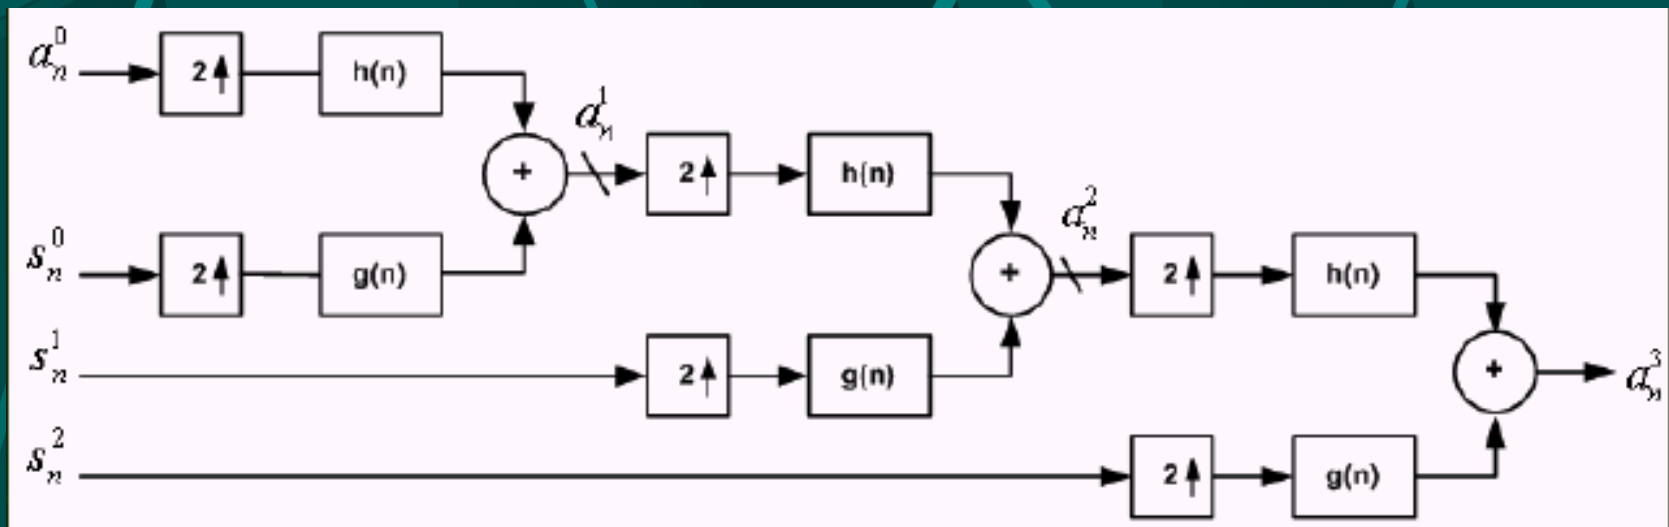 a_n^0
2↑ h(n)
a_n^1
+
2↑ h(n)
s_n^0
2↑ g(n)
a_n^2
+
2↑ h(n)
s_n^1
2↑ g(n)
+
a_n^3
s_n^2
2↑ g(n)